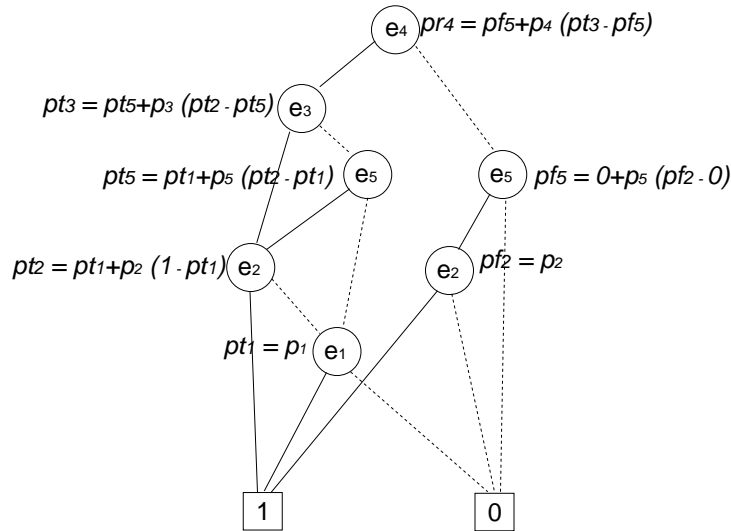 e4 pr4 = pf5+p4 (pt3 - pf5)
pt3 = pt5+p3 (pt2 - pt5) e3
pt5 = pt1+p5 (pt2 - pt1) e5 e5 pf5 = 0+p5 (pf2 - 0)
pt2 = pt1+p2 (1 - pt1) e2 e2 pf2 = p2
pt1 = p1 e1
1 0